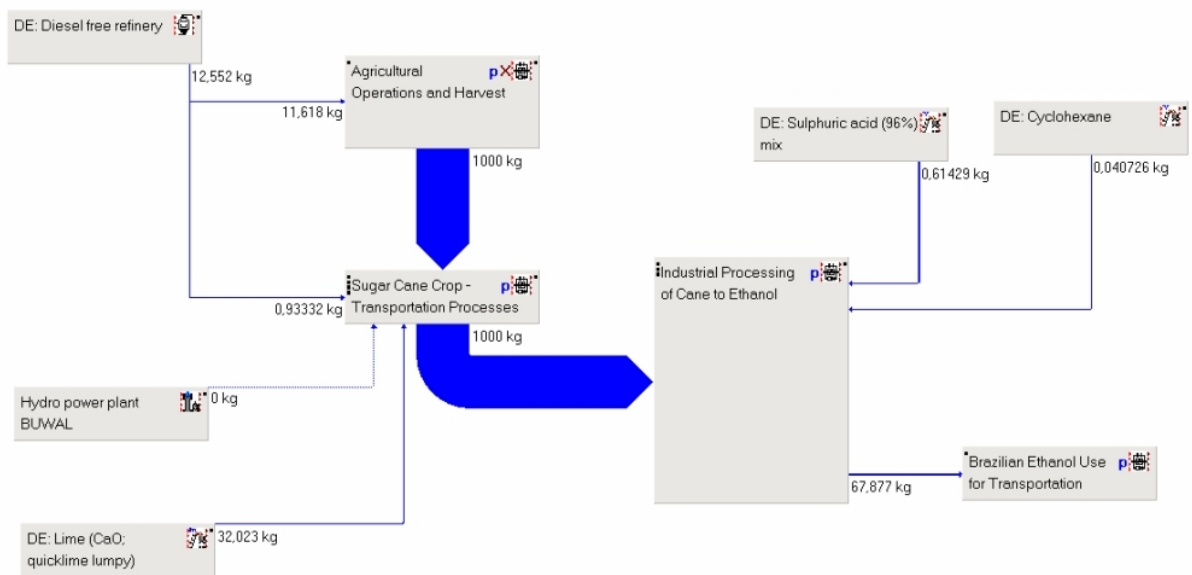 DE: Diesel free refinery
12,552 kg
11,618 kg
Agricultural
Operations and Harvest
pX
1000 kg
DE: Sulphuric acid (96%)
mix
0,61429 kg
DE: Cyclohexane
0,040726 kg
Sugar Cane Crop -
Transportation Processes
p
0,93332 kg
1000 kg
Industrial Processing
of Cane to Ethanol
p
Hydro power plant
BUWAL
0 kg
67,877 kg
Brazilian Ethanol Use
for Transportation
p
DE: Lime (CaO;
quicklime lumpy)
32,023 kg